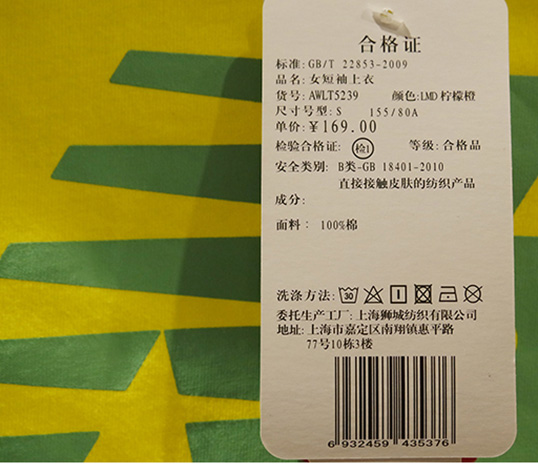 合格证
标准:GB/T 22853-2009
品名:女短袖上衣
货号:AWLT5239 颜色:LMD柠檬橙
尺寸号型:S 155/80A
单价:¥169.00
检验合格证: 检1 等级:合格品
安全类别: B类-GB 18401-2010
直接接触皮肤的纺织产品
成分:
面料: 100%棉
洗涤方法: 30
委托生产工厂:上海狮城纺织有限公司
地址:上海市嘉定区南翔镇惠平路
77号10栋3楼
6 932459 435376